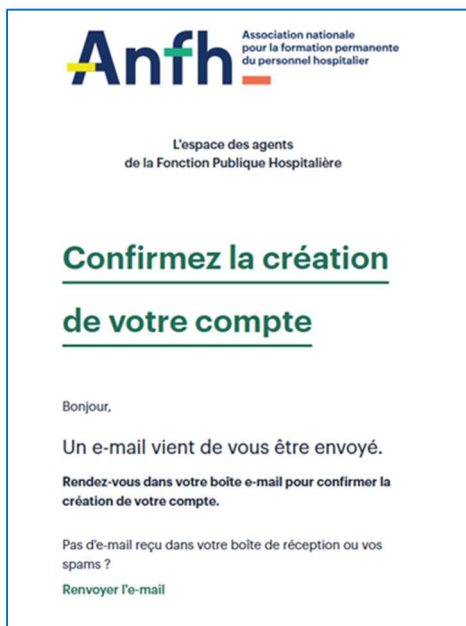 Anfh
Association nationale
pour la formation permanente
du personnel hospitalier
L'espace des agents
de la Fonction Publique Hospitalière
Confirmez la création
de votre compte
Bonjour,
Un e-mail vient de vous être envoyé.
Rendez-vous dans votre boîte e-mail pour confirmer la
création de votre compte.
Pas d'e-mail reçu dans votre boîte de réception ou vos
spams ?
Renvoyer l'e-mail